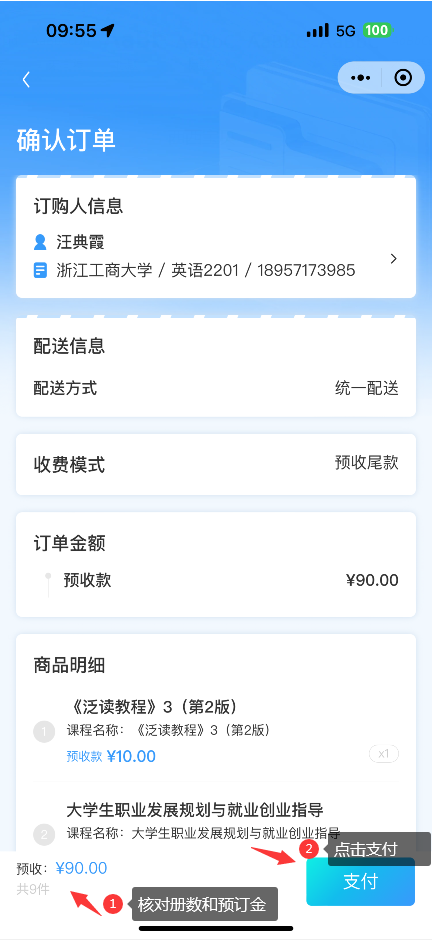 09:55
5G 100
确认订单
订购人信息
汪典霞
浙江工商大学 / 英语2201 / 18957173985
配送信息
配送方式 统一配送
收费模式 预收尾款
订单金额
预收款 ¥90.00
商品明细
《泛读教程》3（第2版）
1 课程名称：《泛读教程》3（第2版）
预收款 ¥10.00 x1
大学生职业发展规划与就业创业指导
2 课程名称：大学生职业发展规划与就业创业指导
2 点击支付
预收：¥90.00
支付
共9件
1 核对册数和预订金